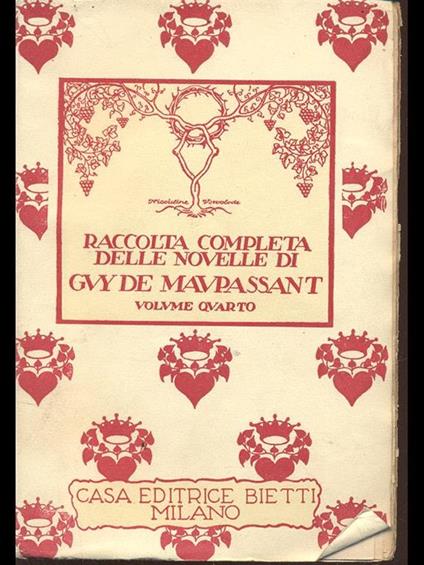 RACCOLTA COMPLETA
DELLE NOVELLE DI
GVY DE MAVPASSANT
VOLVME QVARTO
CASA EDITRICE BIETTI
MILANO